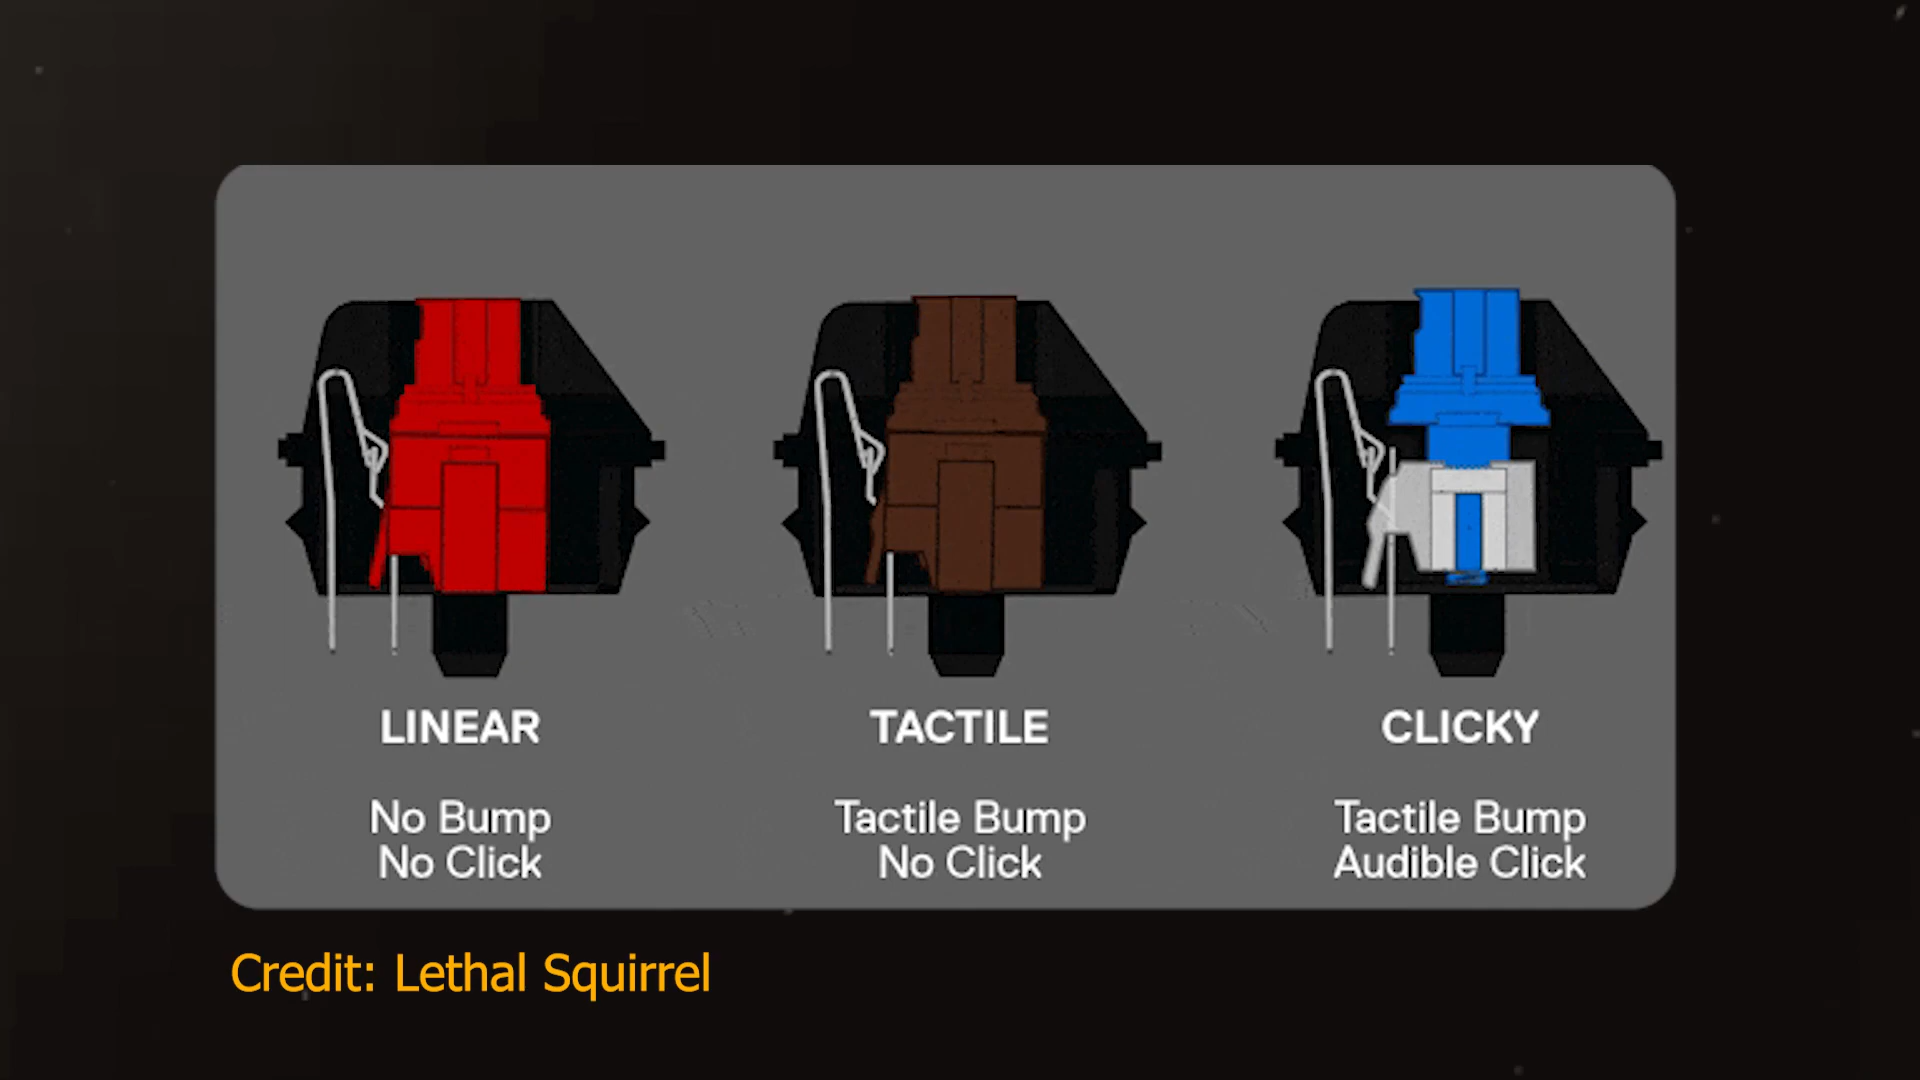 LINEAR
No Bump
No Click
TACTILE
Tactile Bump
No Click
CLICKY
Tactile Bump
Audible Click
Credit: Lethal Squirrel